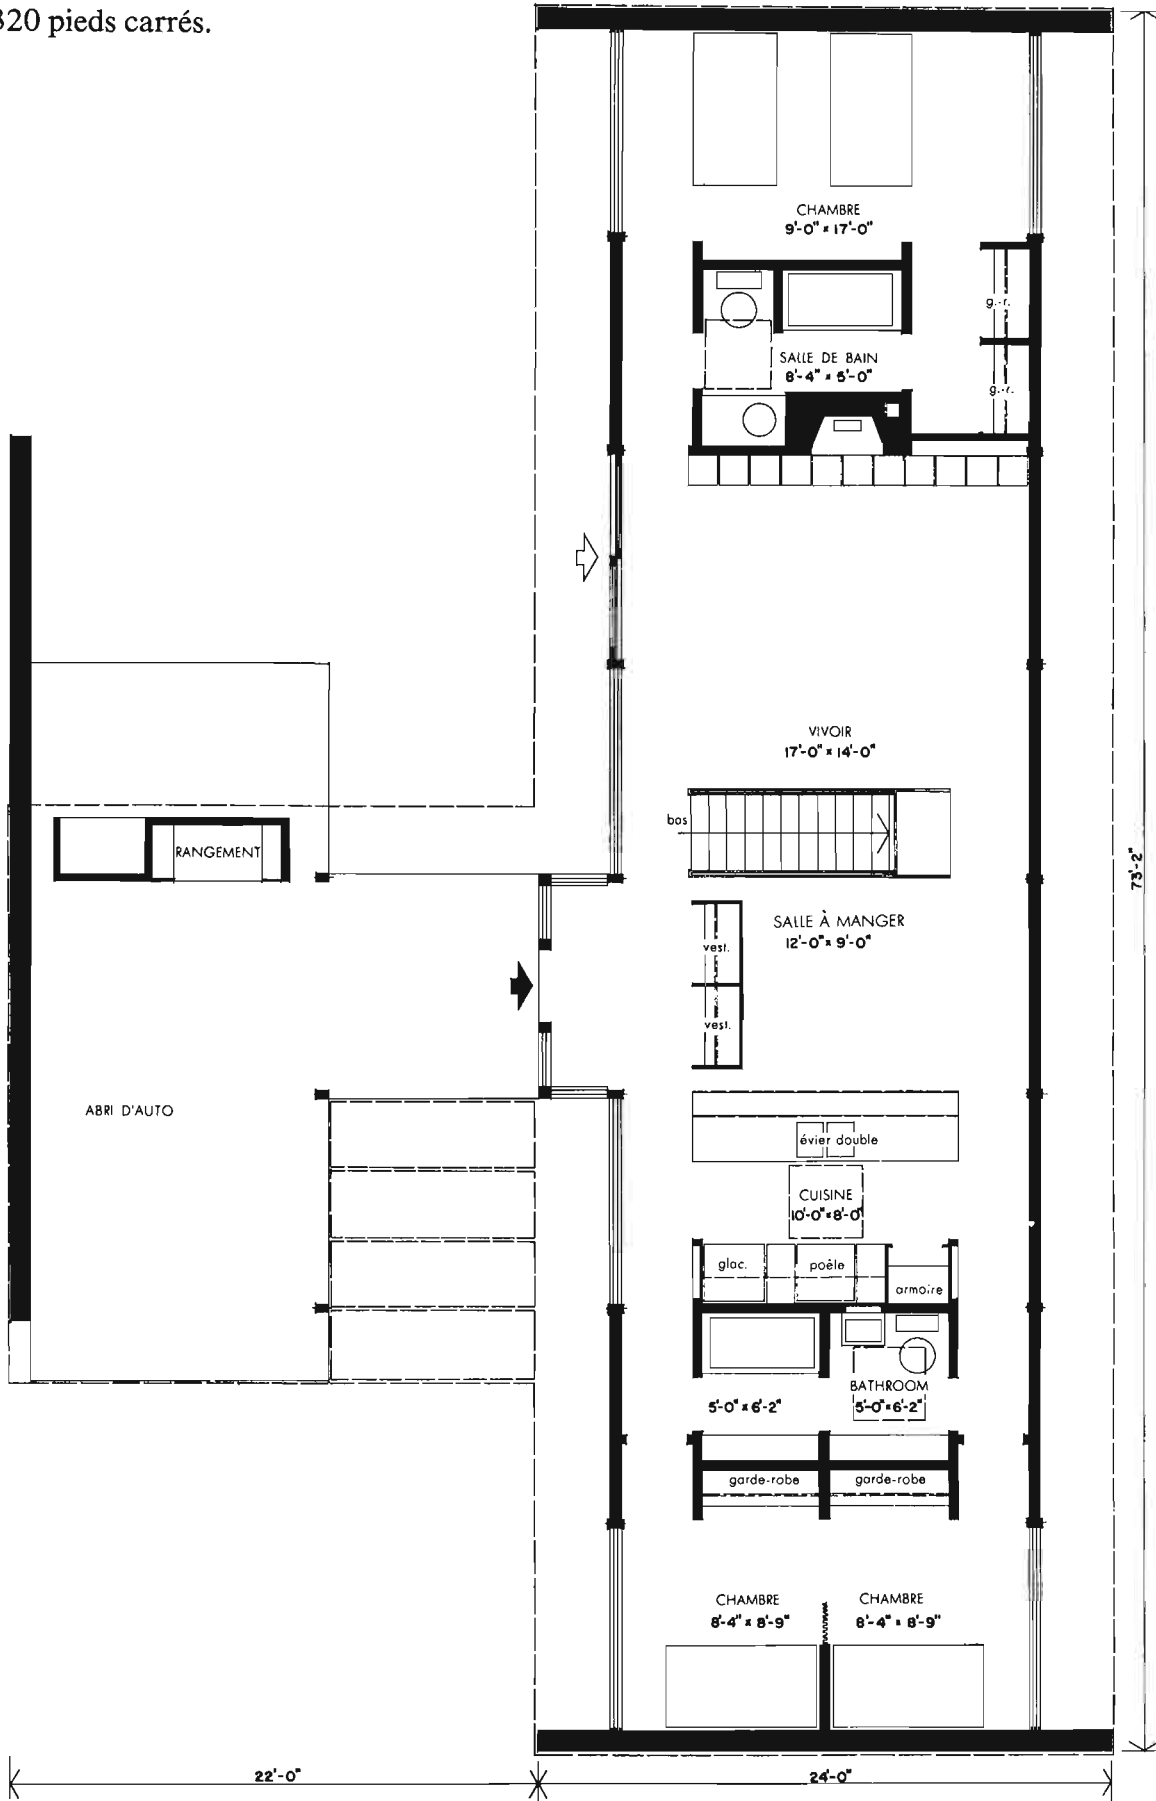 320 pieds carrés.
CHAMBRE
9'-0" x 17'-0"
g.-r.
SALLE DE BAIN
8'-4" x 5'-0"
g.-r.
VIVOIR
17'-0" x 14'-0"
bas
RANGEMENT
73'-2"
SALLE À MANGER
12'-0" x 9'-0"
vest.
vest.
ABRI D'AUTO
évier double
CUISINE
10'-0" x 8'-0"
glac.
poêle
armoire
BATHROOM
5'-0" x 6'-2"
5'-0" x 6'-2"
garde-robe
garde-robe
CHAMBRE
8'-4" x 8'-9"
CHAMBRE
8'-4" x 8'-9"
22'-0"
24'-0"